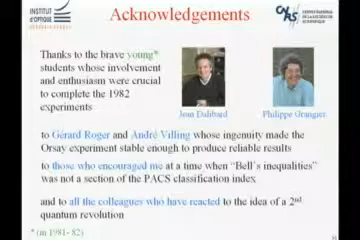 INSTITUT
d'OPTIQUE
Acknowledgements
CNRS
Thanks to the brave young*
students whose involvement
and enthusiasm were crucial
to complete the 1982
experiments
Jean Dalibard
Philippe Grangier
to Gérard Roger and André Villing whose ingenuity made the
Orsay experiment stable enough to produce reliable results
to those who encouraged me at a time when “Bell’s inequalities”
was not a section of the PACS classification index
and to all the colleagues who have reacted to the idea of a 2nd
quantum revolution
* (in 1981- 82)